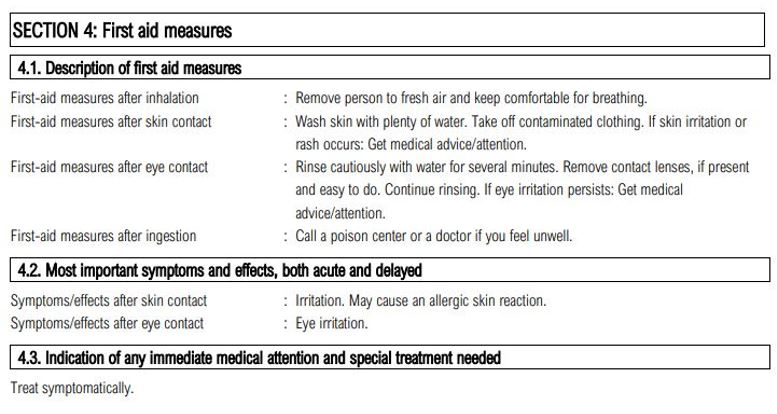 SECTION 4: First aid measures
4.1. Description of first aid measures
First-aid measures after inhalation : Remove person to fresh air and keep comfortable for breathing.
First-aid measures after skin contact : Wash skin with plenty of water. Take off contaminated clothing. If skin irritation or
rash occurs: Get medical advice/attention.
First-aid measures after eye contact : Rinse cautiously with water for several minutes. Remove contact lenses, if present
and easy to do. Continue rinsing. If eye irritation persists: Get medical
advice/attention.
First-aid measures after ingestion : Call a poison center or a doctor if you feel unwell.
4.2. Most important symptoms and effects, both acute and delayed
Symptoms/effects after skin contact : Irritation. May cause an allergic skin reaction.
Symptoms/effects after eye contact : Eye irritation.
4.3. Indication of any immediate medical attention and special treatment needed
Treat symptomatically.